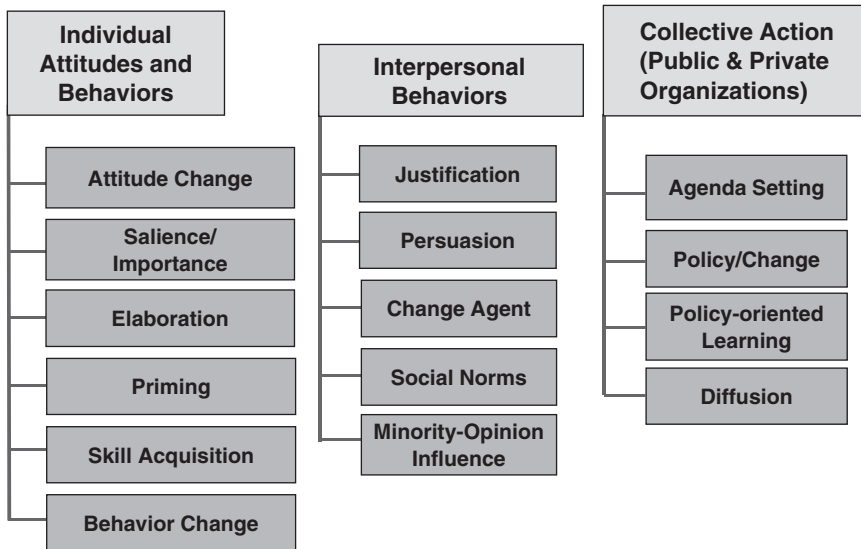 Individual
Attitudes and
Behaviors
Attitude Change
Salience/
Importance
Elaboration
Priming
Skill Acquisition
Behavior Change
Interpersonal
Behaviors
Justification
Persuasion
Change Agent
Social Norms
Minority-Opinion
Influence
Collective Action
(Public & Private
Organizations)
Agenda Setting
Policy/Change
Policy-oriented
Learning
Diffusion